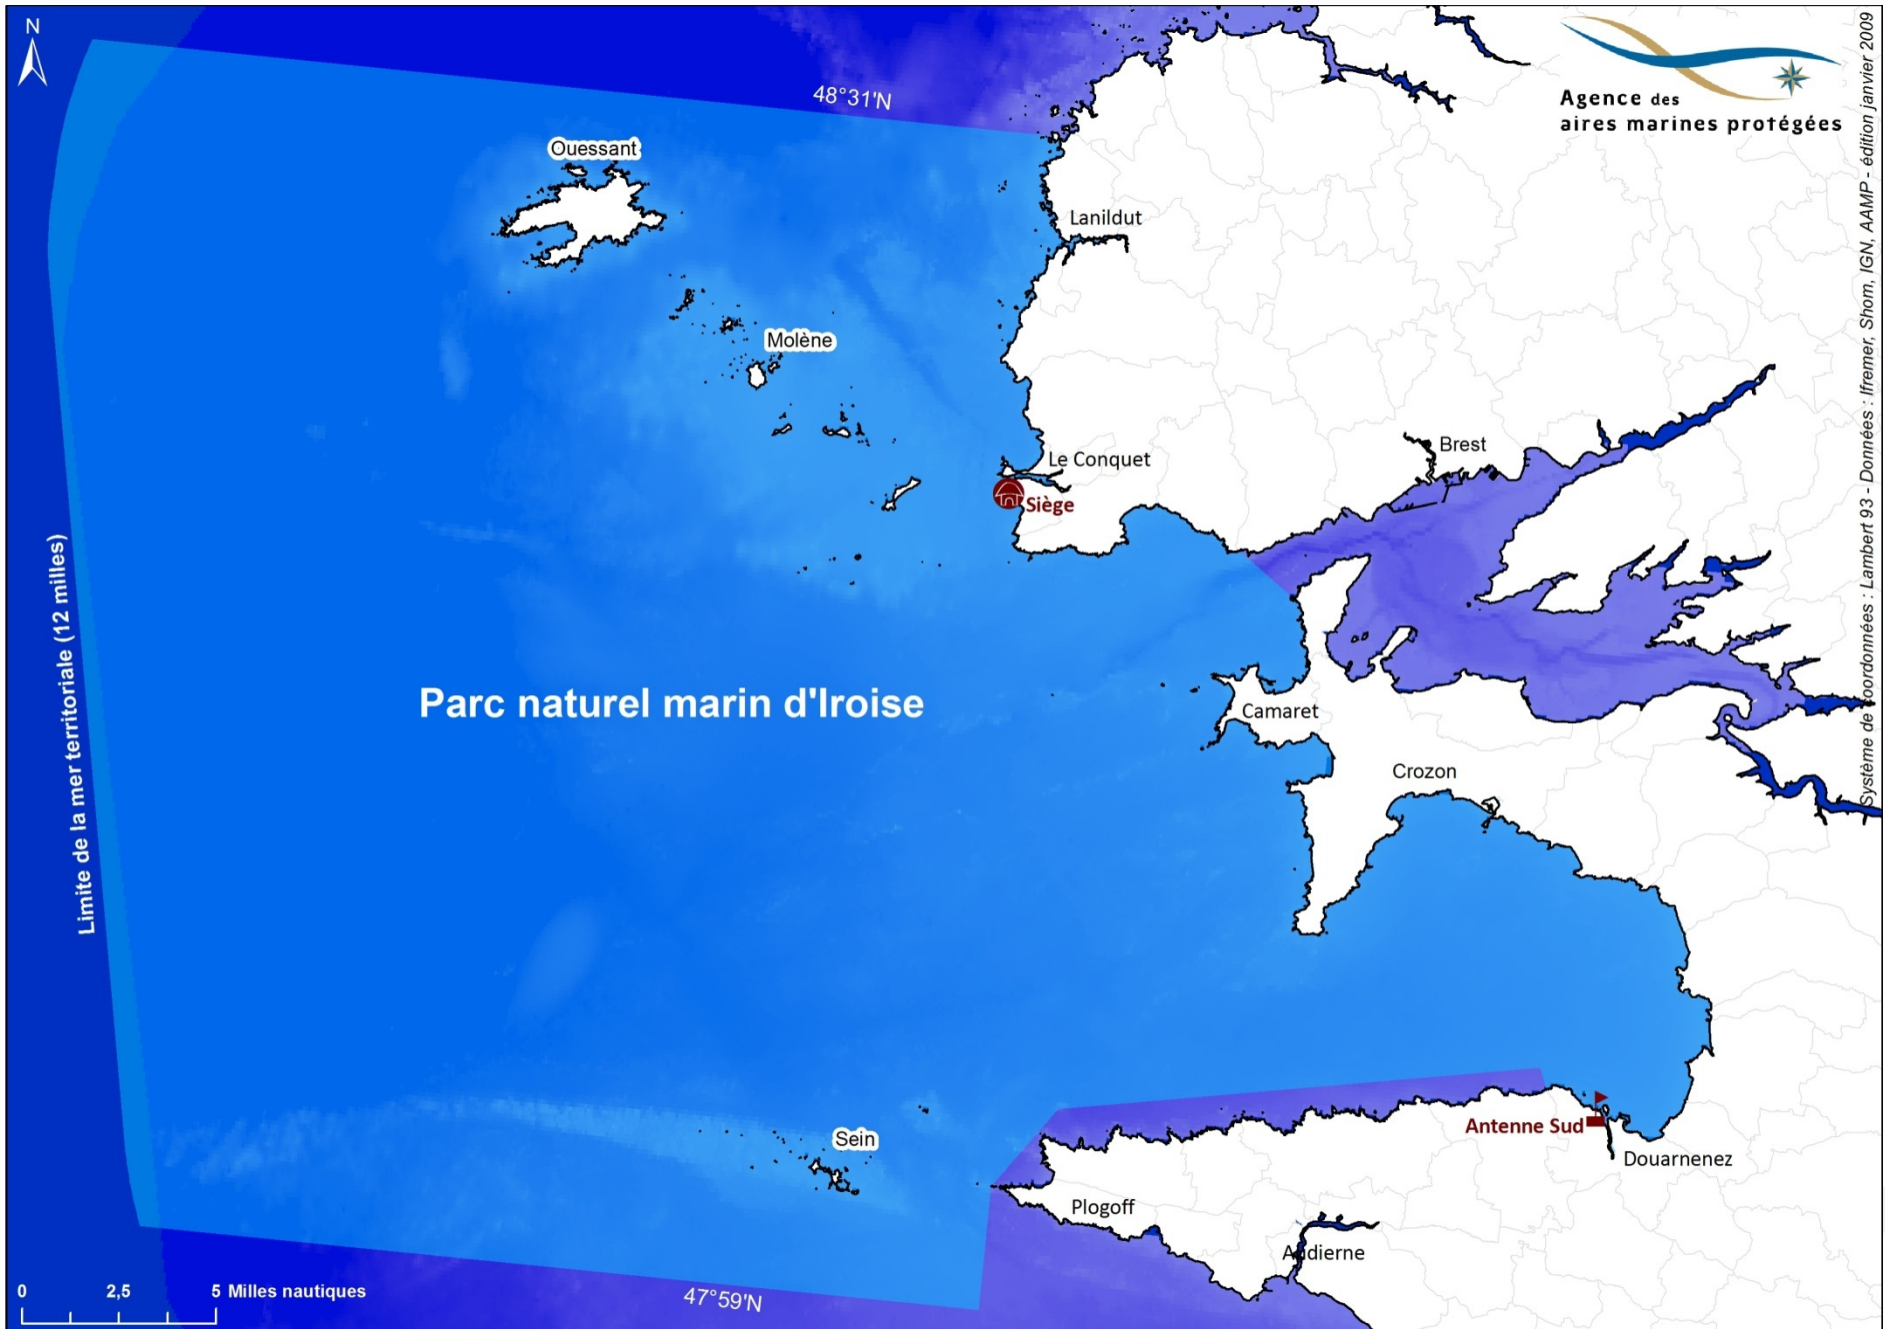 N
48°31'N
Agence des
aires marines protégées
Ouessant
Lanildut
Molène
Le Conquet
Siège
Brest
Parc naturel marin d'Iroise
Camaret
Crozon
Limite de la mer territoriale (12 milles)
Sein
Antenne Sud
Douarnenez
Plogoff
Audierne
47°59'N
0 2,5 5 Milles nautiques
Système de coordonnées : Lambert 93 - Données : Ifremer, Shom, IGN, AAMP - édition janvier 2009